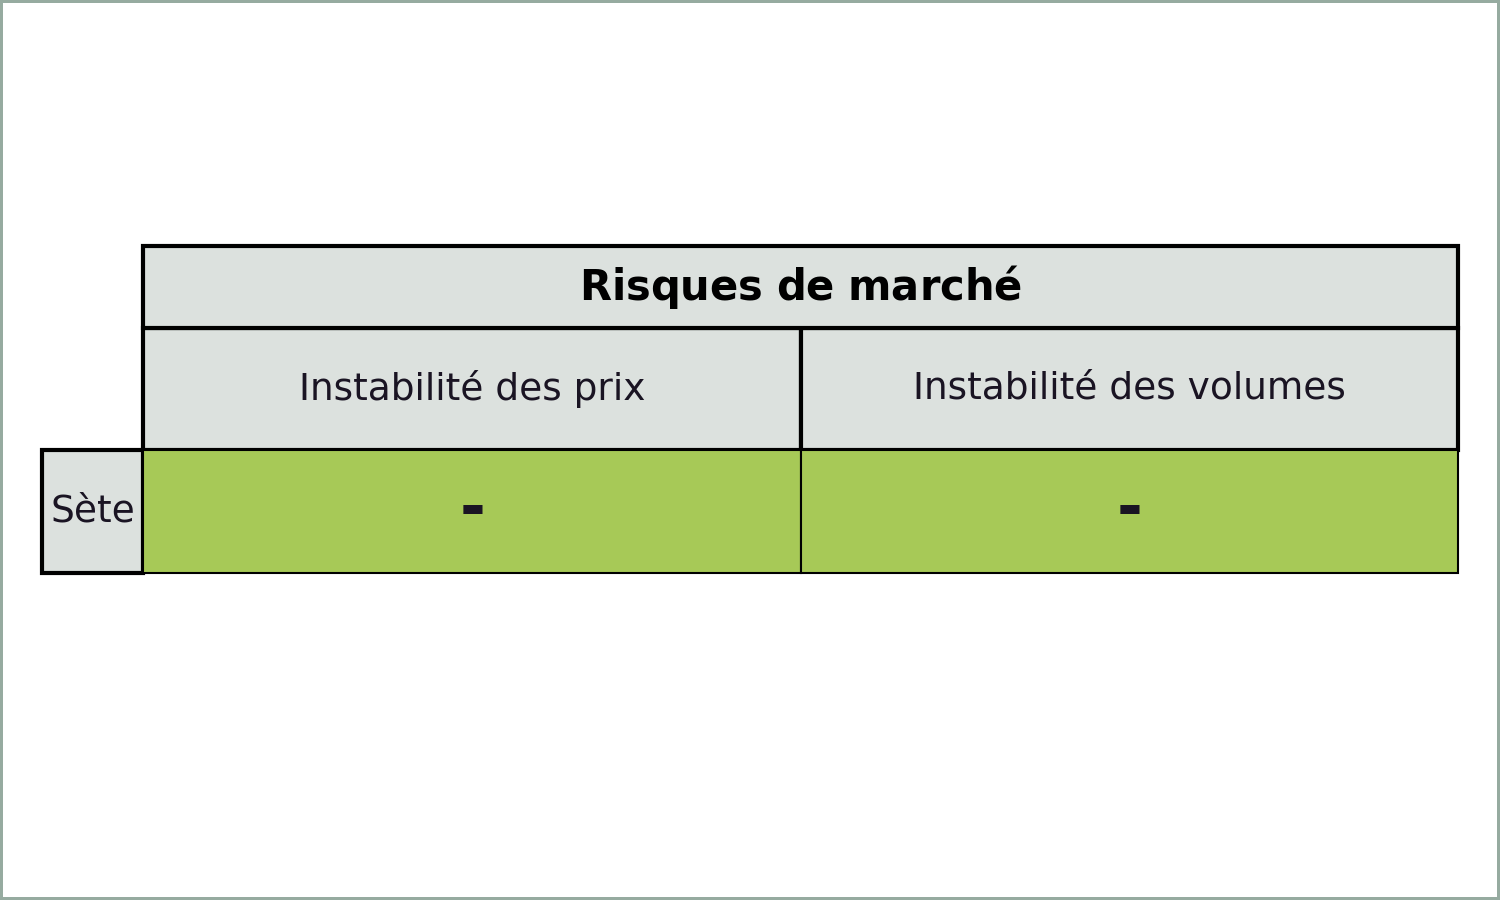 Risques de marché
Instabilité des prix Instabilité des volumes
Sète - -